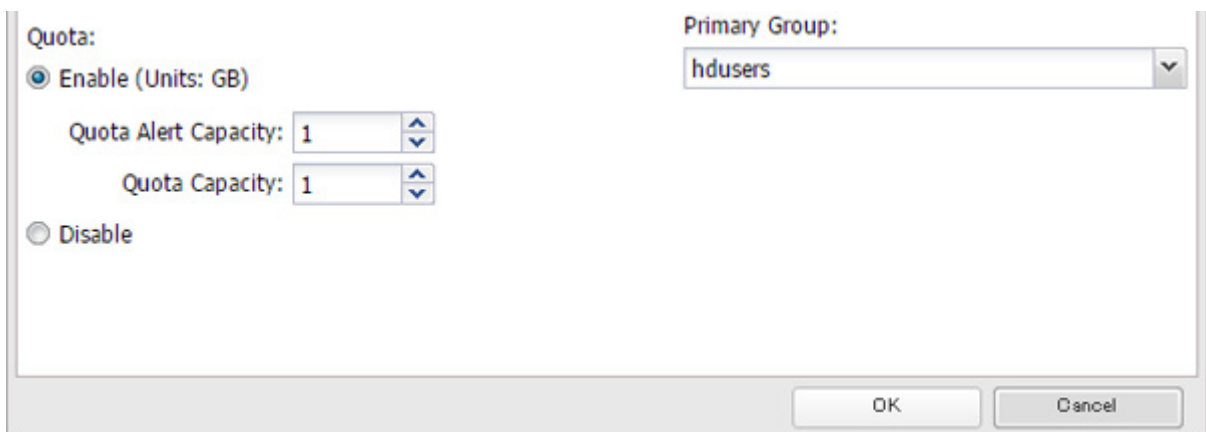 Quota:
Primary Group:
Enable (Units: GB)
hdusers
Quota Alert Capacity: 1
Quota Capacity: 1
Disable
OK
Cancel